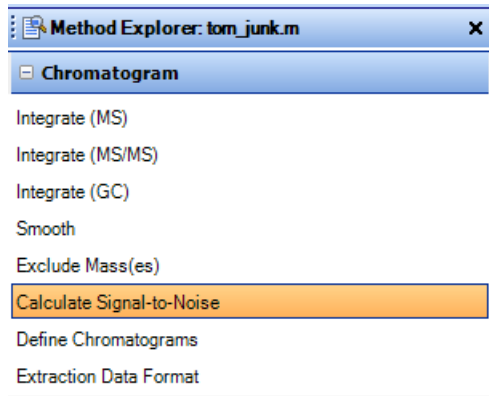 Method Explorer: tom_junk.m
Chromatogram
Integrate (MS)
Integrate (MS/MS)
Integrate (GC)
Smooth
Exclude Mass(es)
Calculate Signal-to-Noise
Define Chromatograms
Extraction Data Format